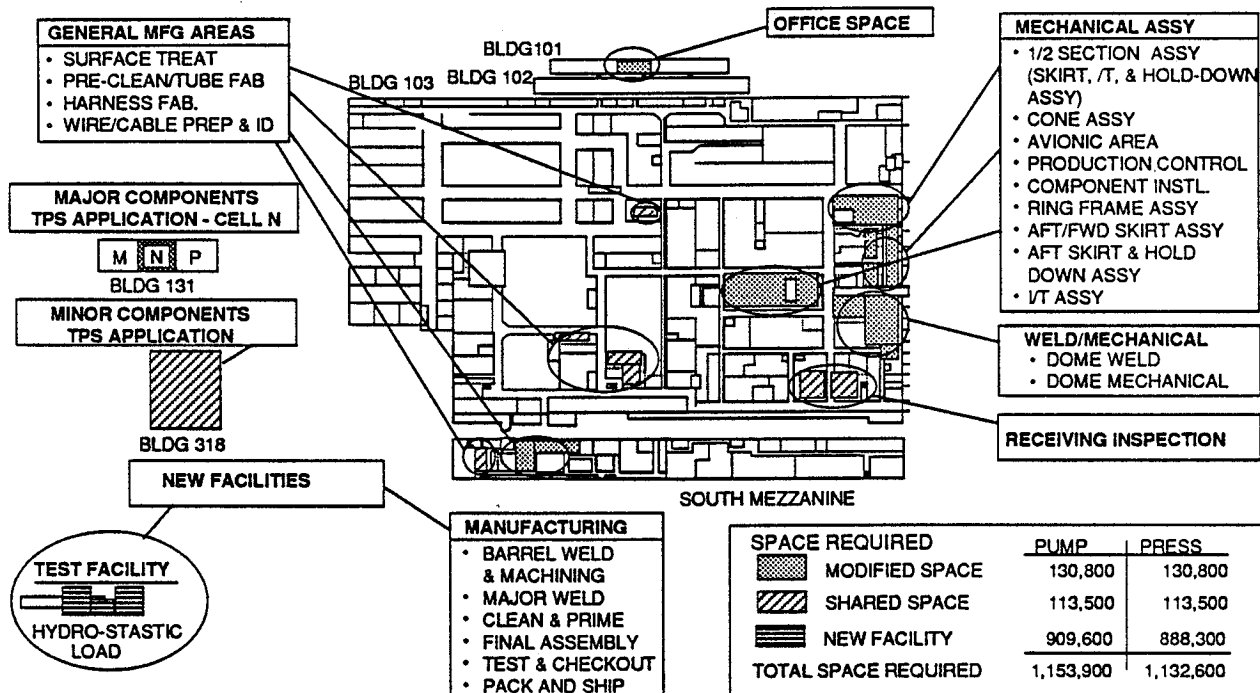 GENERAL MFG AREAS
• SURFACE TREAT
• PRE-CLEAN/TUBE FAB
• HARNESS FAB.
• WIRE/CABLE PREP & ID
OFFICE SPACE
BLDG101
BLDG 102
BLDG 103
MECHANICAL ASSY
• 1/2 SECTION ASSY
(SKIRT, /T, & HOLD-DOWN
ASSY)
• CONE ASSY
• AVIONIC AREA
• PRODUCTION CONTROL
• COMPONENT INSTL.
• RING FRAME ASSY
• AFT/FWD SKIRT ASSY
• AFT SKIRT & HOLD
DOWN ASSY
• I/T ASSY
MAJOR COMPONENTS
TPS APPLICATION - CELL N
M N P
BLDG 131
MINOR COMPONENTS
TPS APPLICATION
BLDG 318
WELD/MECHANICAL
• DOME WELD
• DOME MECHANICAL
RECEIVING INSPECTION
NEW FACILITIES
SOUTH MEZZANINE
TEST FACILITY
HYDRO-STASTIC
LOAD
MANUFACTURING
• BARREL WELD
& MACHINING
• MAJOR WELD
• CLEAN & PRIME
• FINAL ASSEMBLY
• TEST & CHECKOUT
• PACK AND SHIP
SPACE REQUIRED PUMP PRESS
MODIFIED SPACE 130,800 130,800
SHARED SPACE 113,500 113,500
NEW FACILITY 909,600 888,300
TOTAL SPACE REQUIRED 1,153,900 1,132,600